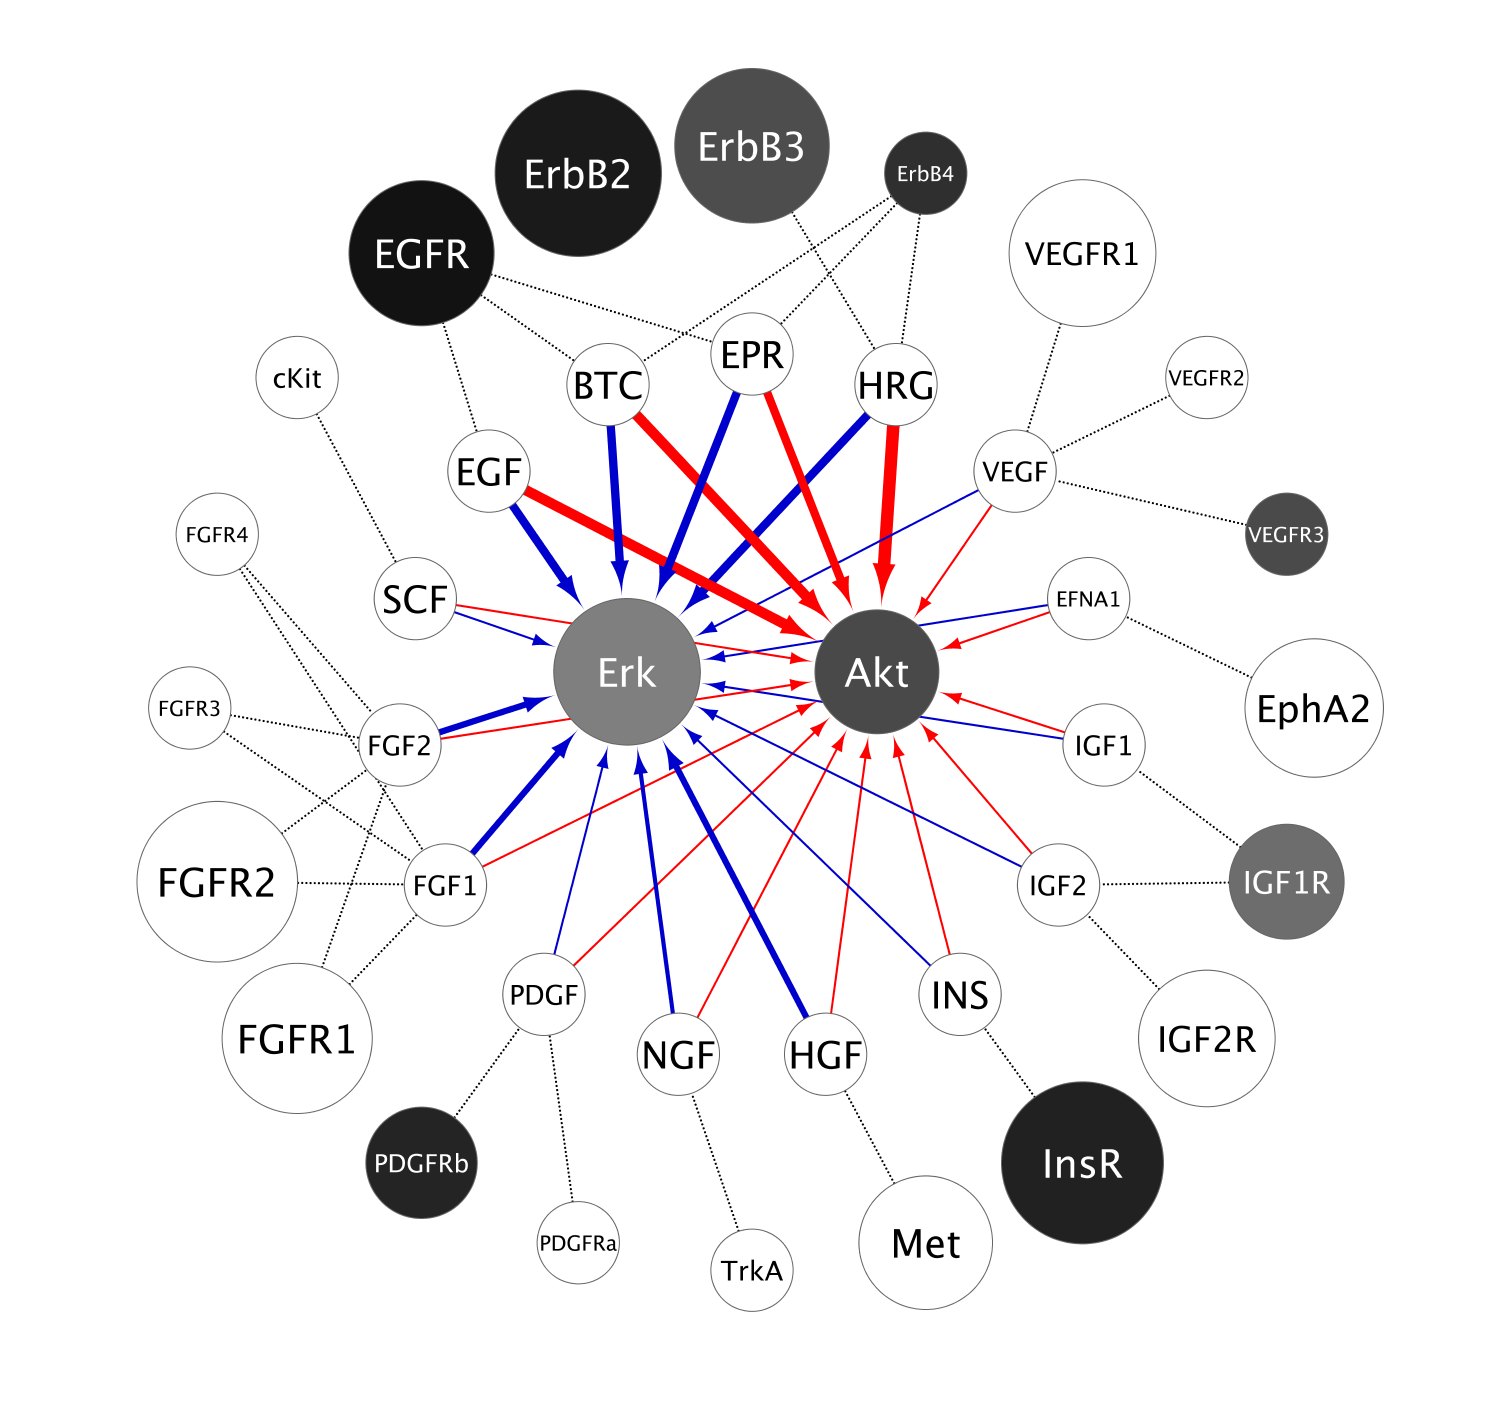 ErbB3
ErbB2
ErbB4
EGFR
VEGFR1
EPR
cKit
BTC
HRG
VEGFR2
EGF
VEGF
FGFR4
VEGFR3
SCF
EFNA1
Erk
Akt
FGFR3
EphA2
FGF2
IGF1
FGFR2
FGF1
IGF2
IGF1R
PDGF
INS
FGFR1
IGF2R
NGF
HGF
PDGFRb
InsR
PDGFRa
Met
TrkA